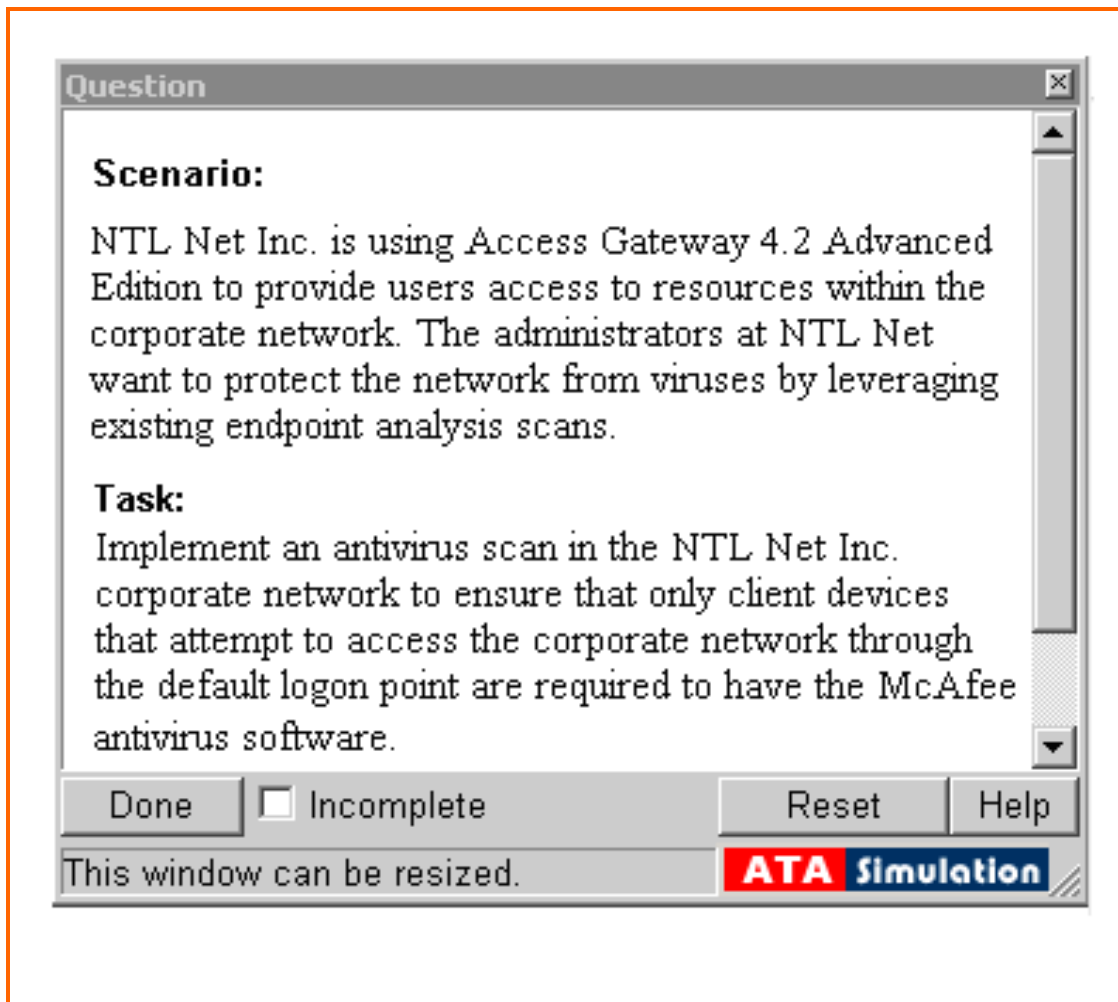 Question
Scenario:
NTL Net Inc. is using Access Gateway 4.2 Advanced
Edition to provide users access to resources within the
corporate network. The administrators at NTL Net
want to protect the network from viruses by leveraging
existing endpoint analysis scans.
Task:
Implement an antivirus scan in the NTL Net Inc.
corporate network to ensure that only client devices
that attempt to access the corporate network through
the default logon point are required to have the McAfee
antivirus software.
Done Incomplete Reset Help
This window can be resized. ATA Simulation